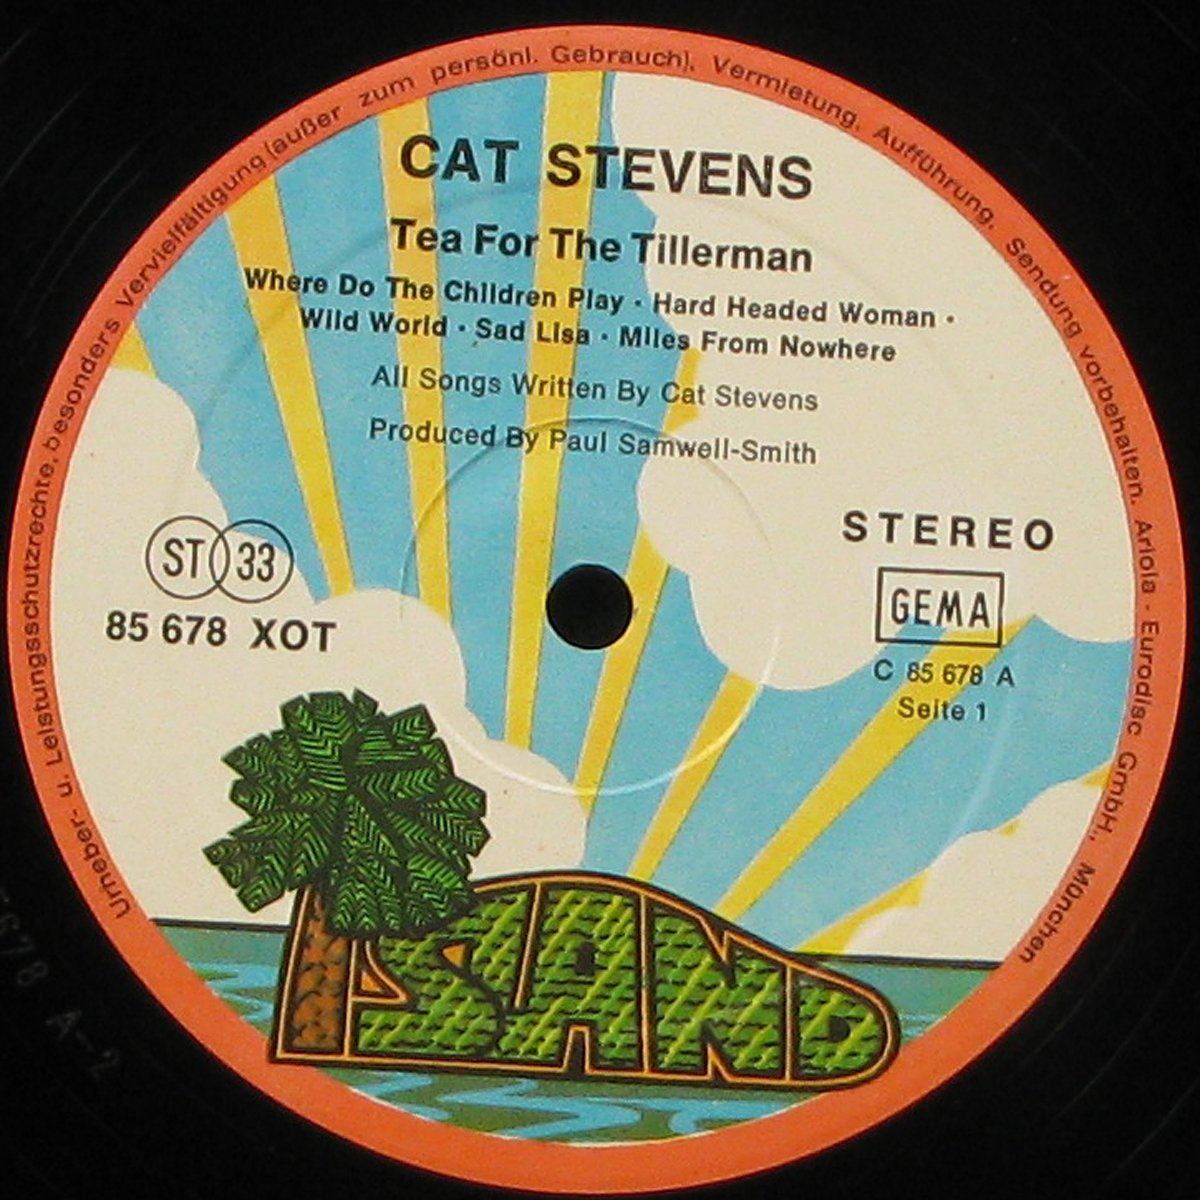 Urheber- u. Leistungsschutzrechte, besonders Vervielfältigung (außer zum persönl. Gebrauch), Vermietung, Aufführung, Sendung vorbehalten. Ariola - Eurodisc GmbH., München
CAT STEVENS
Tea For The Tillerman
Where Do The Children Play · Hard Headed Woman ·
Wild World · Sad Lisa · Miles From Nowhere
All Songs Written By Cat Stevens
Produced By Paul Samwell-Smith
ST 33
85 678 XOT
STEREO
GEMA
C 85 678 A
Seite 1
ISLAND
678 A-2